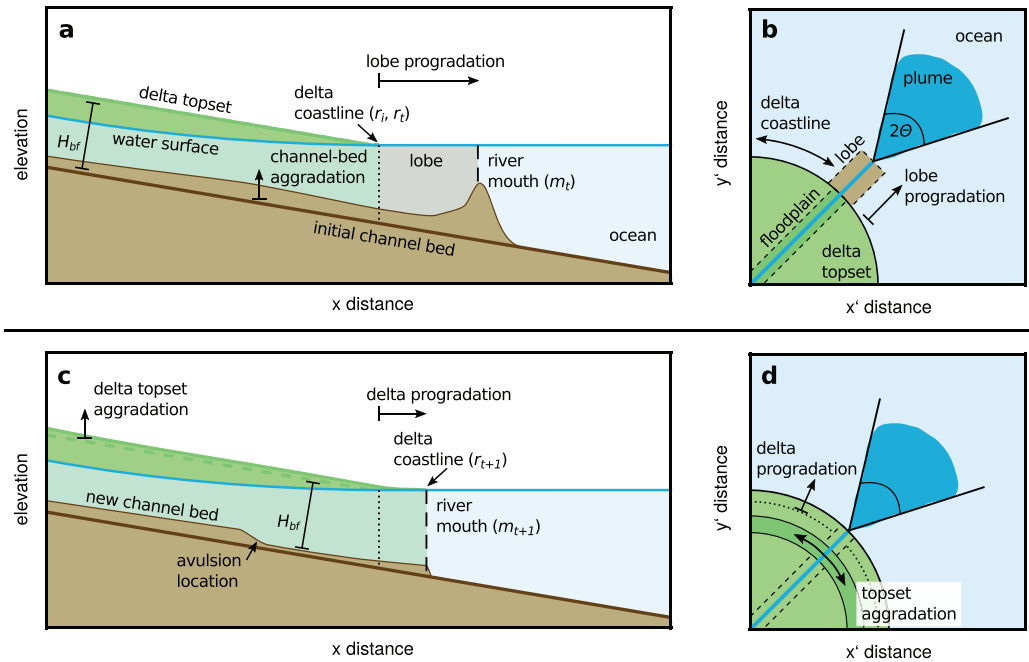 a
lobe progradation
delta topset
delta
coastline (rᵢ, rₜ)
H_bf
water surface
channel-bed
aggradation
lobe
river
mouth (mₜ)
initial channel bed
ocean
elevation
x distance
b
ocean
plume
delta
coastline
2Θ
lobe
lobe
progradation
floodplain
delta
topset
y‘ distance
x‘ distance
c
delta topset
aggradation
delta progradation
delta
coastline (rₜ₊₁)
new channel bed
H_bf
river
mouth (mₜ₊₁)
avulsion
location
elevation
x distance
d
delta
progradation
topset
aggradation
y‘ distance
x‘ distance